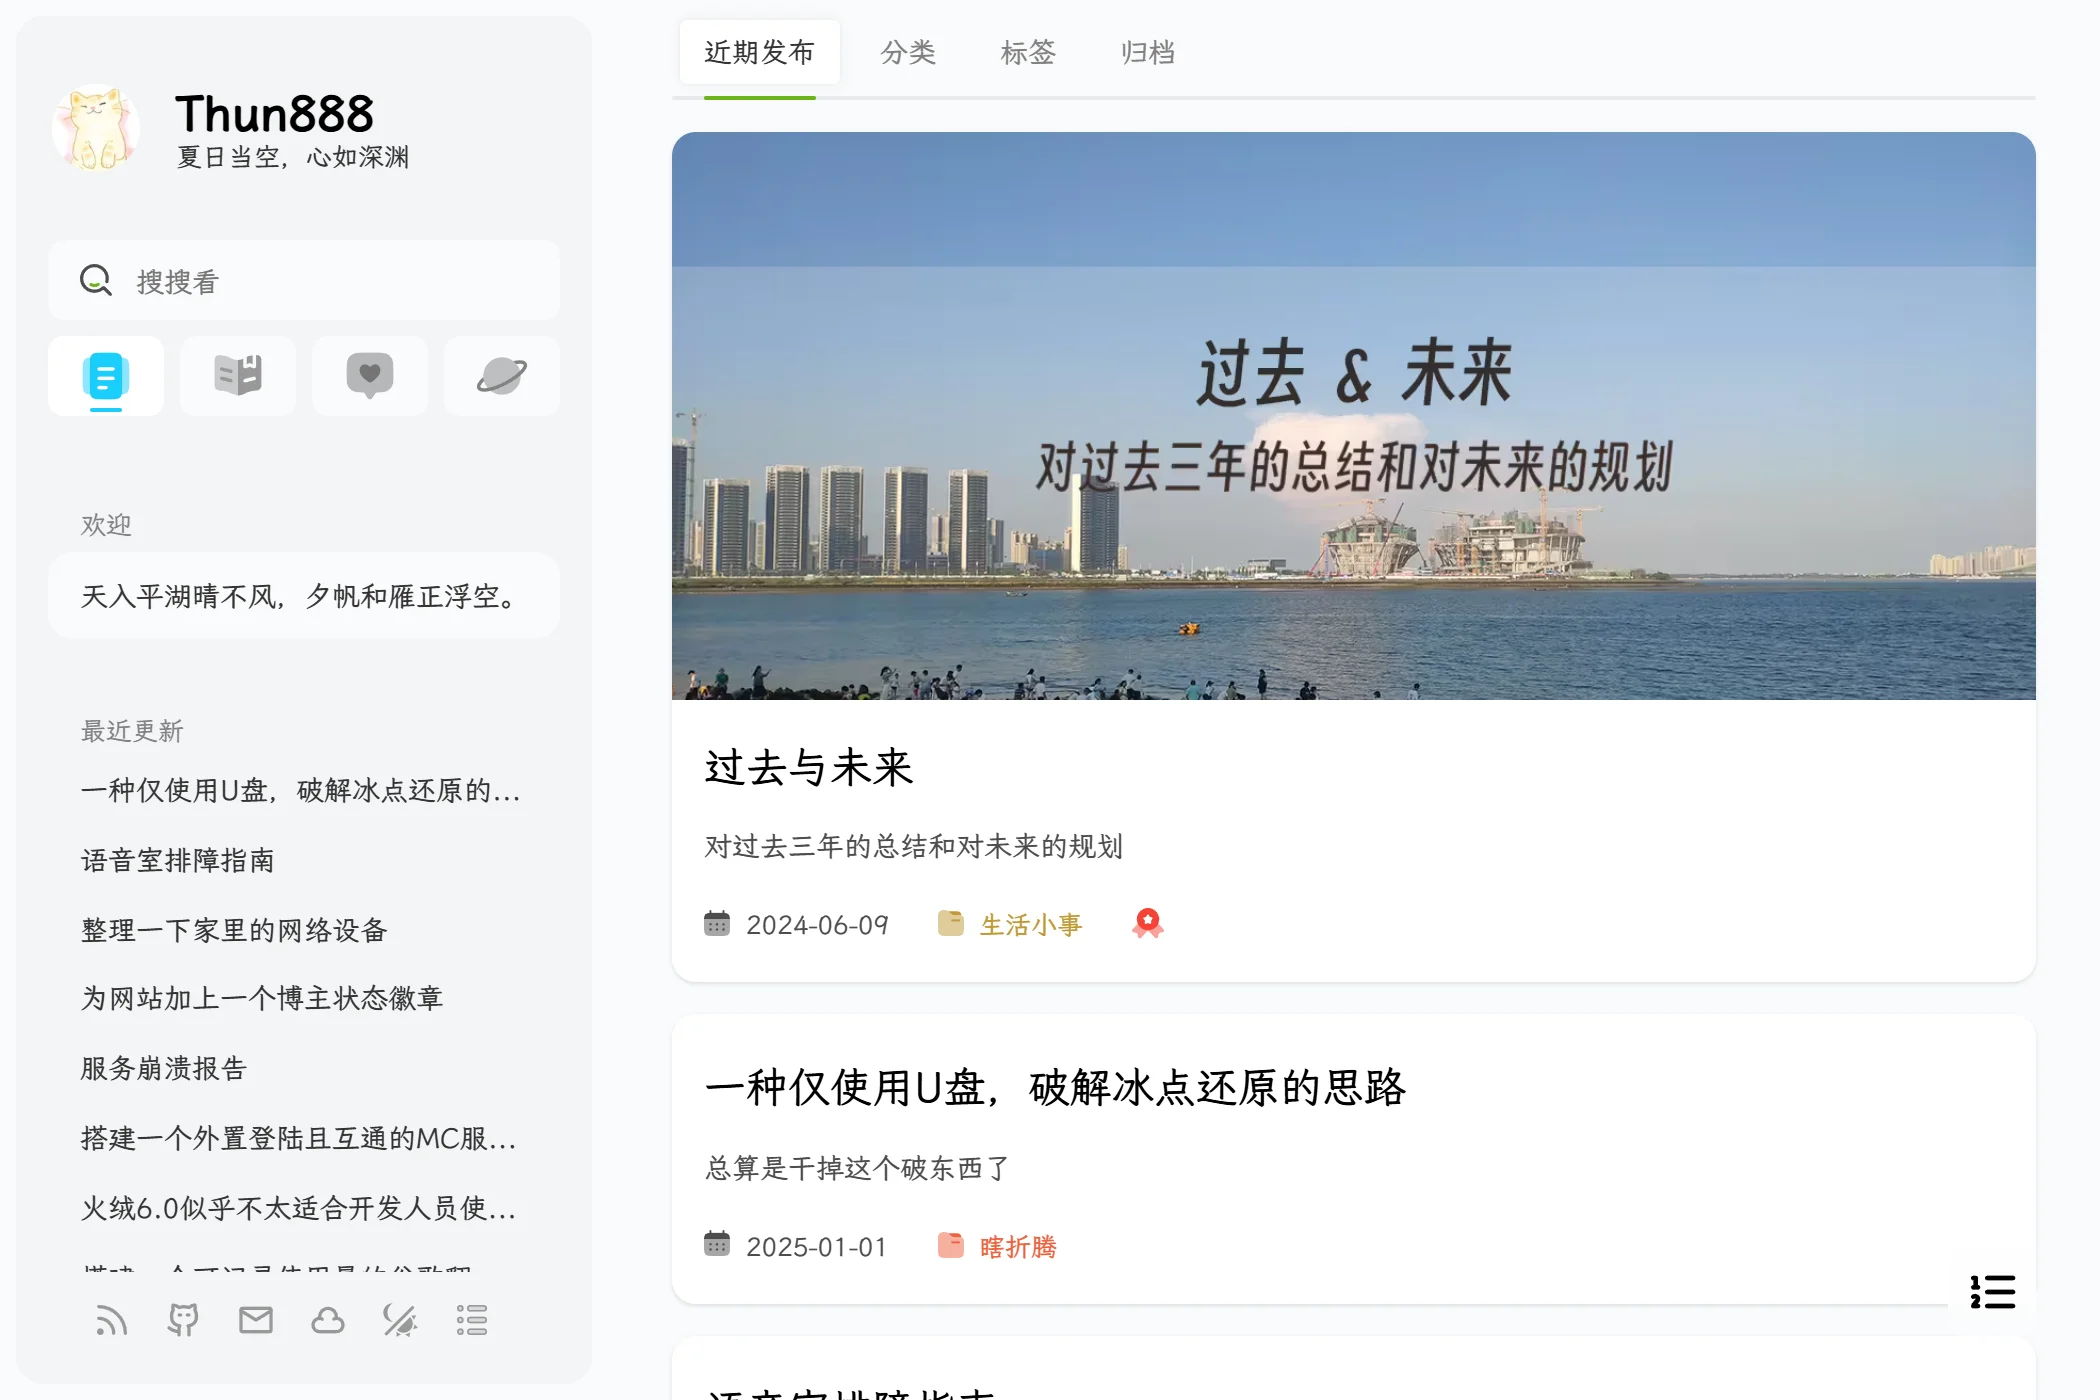 Thun888
夏日当空，心如深渊
搜搜看
欢迎
天入平湖晴不风，夕帆和雁正浮空。
最近更新
一种仅使用U盘，破解冰点还原的...
语音室排障指南
整理一下家里的网络设备
为网站加上一个博主状态徽章
服务崩溃报告
搭建一个外置登陆且互通的MC服...
火绒6.0似乎不太适合开发人员使...
近期发布
分类
标签
归档
过去 & 未来
对过去三年的总结和对未来的规划
过去与未来
对过去三年的总结和对未来的规划
2024-06-09
生活小事
一种仅使用U盘，破解冰点还原的思路
总算是干掉这个破东西了
2025-01-01
瞎折腾
语音室排障指南